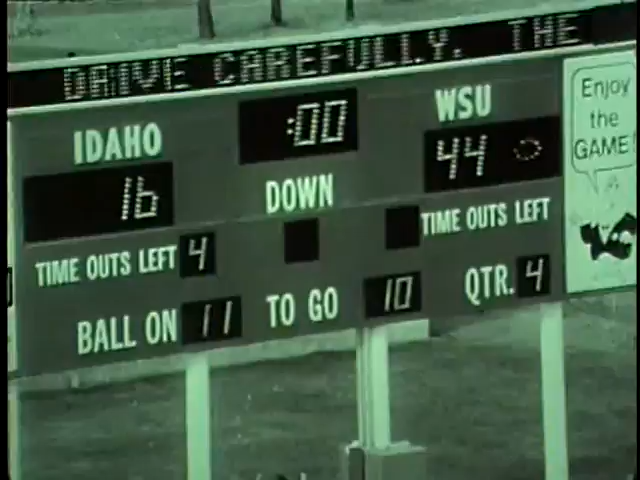 DRIVE CAREFULLY. THE
IDAHO
:00
WSU
16
DOWN
44
TIME OUTS LEFT 4
TIME OUTS LEFT
BALL ON 11
TO GO 10
QTR. 4
Enjoy
the
GAME!